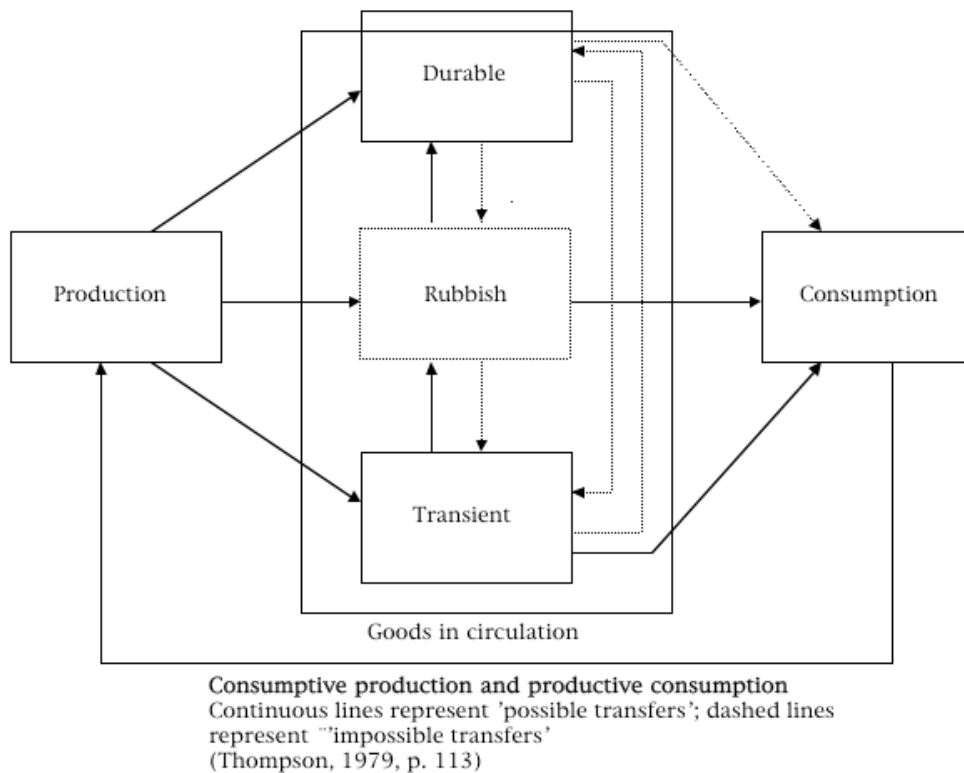 Durable
Production
Rubbish
Consumption
Transient
Goods in circulation
Consumptive production and productive consumption
Continuous lines represent 'possible transfers'; dashed lines
represent ¨'impossible transfers'
(Thompson, 1979, p. 113)